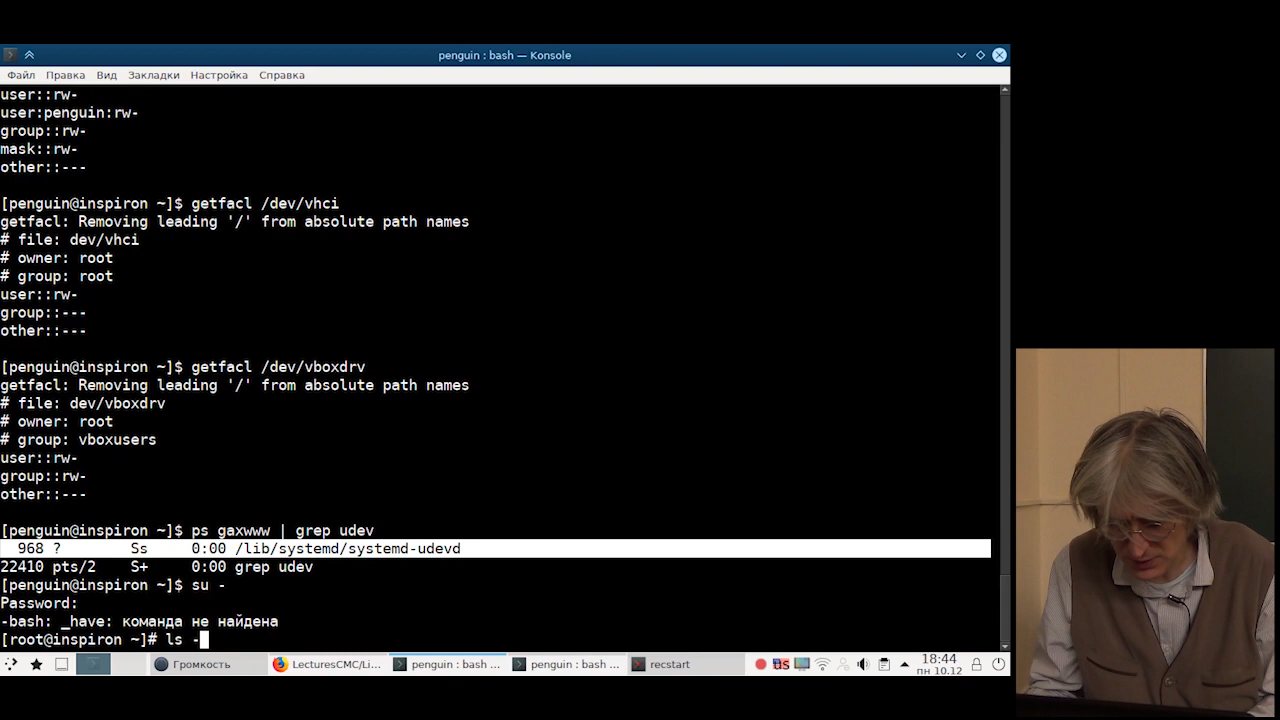 penguin : bash — Konsole
Файл Правка Вид Закладки Настройка Справка
user::rw-
user:penguin:rw-
group::rw-
mask::rw-
other::---
[penguin@inspiron ~]$ getfacl /dev/vhci
getfacl: Removing leading '/' from absolute path names
# file: dev/vhci
# owner: root
# group: root
user::rw-
group::---
other::---
[penguin@inspiron ~]$ getfacl /dev/vboxdrv
getfacl: Removing leading '/' from absolute path names
# file: dev/vboxdrv
# owner: root
# group: vboxusers
user::rw-
group::rw-
other::---
[penguin@inspiron ~]$ ps gaxwww | grep udev
968 ? Ss 0:00 /lib/systemd/systemd-udevd
22410 pts/2 S+ 0:00 grep udev
[penguin@inspiron ~]$ su -
Password:
-bash: _have: команда не найдена
[root@inspiron ~]# ls -
Громкость LecturesCMC/Li... penguin : bash ... penguin : bash ... recstart us 18:44
пн 10.12